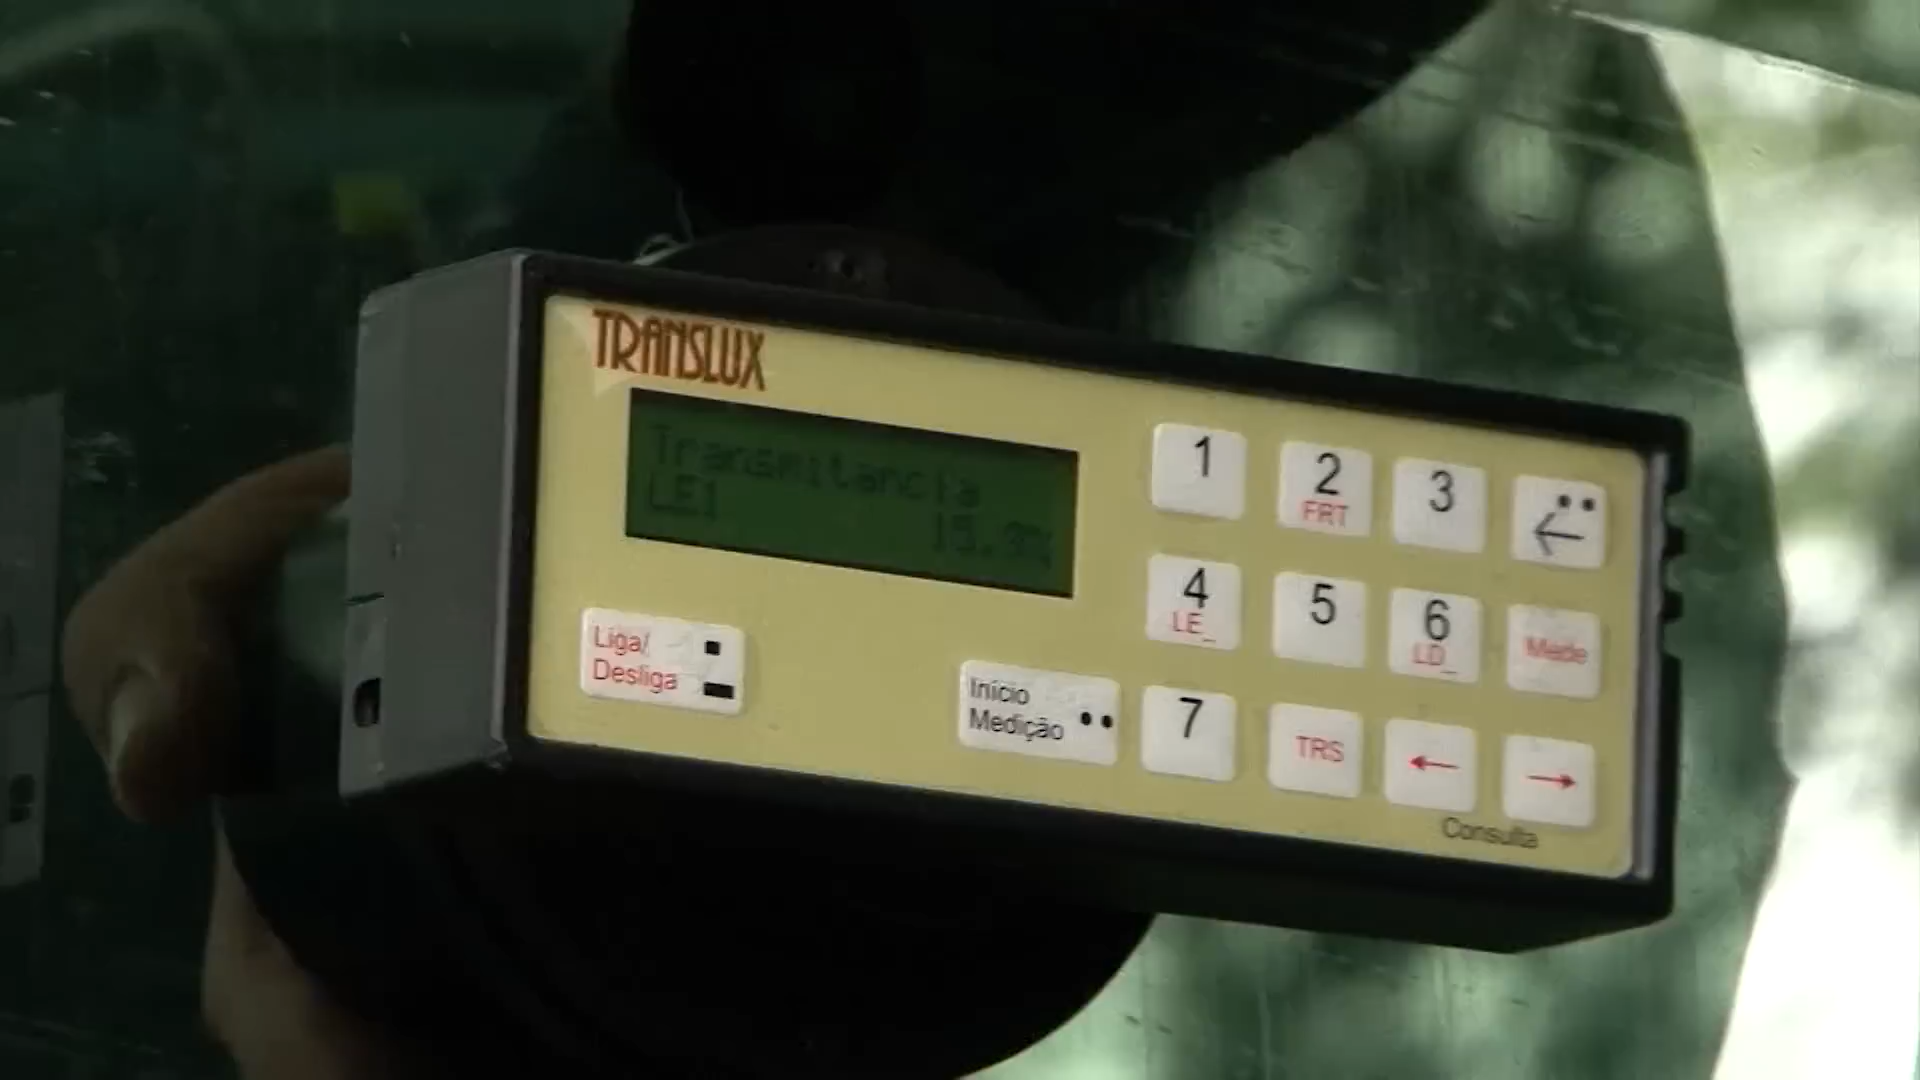 TRANSLUX
Transmitancia
LE1 15.3%
1
2
FRT
3
←
4
LE_
5
6
LD_
Mede
Liga/
Desliga
Início
Medição
7
TRS
←
→
Consulta